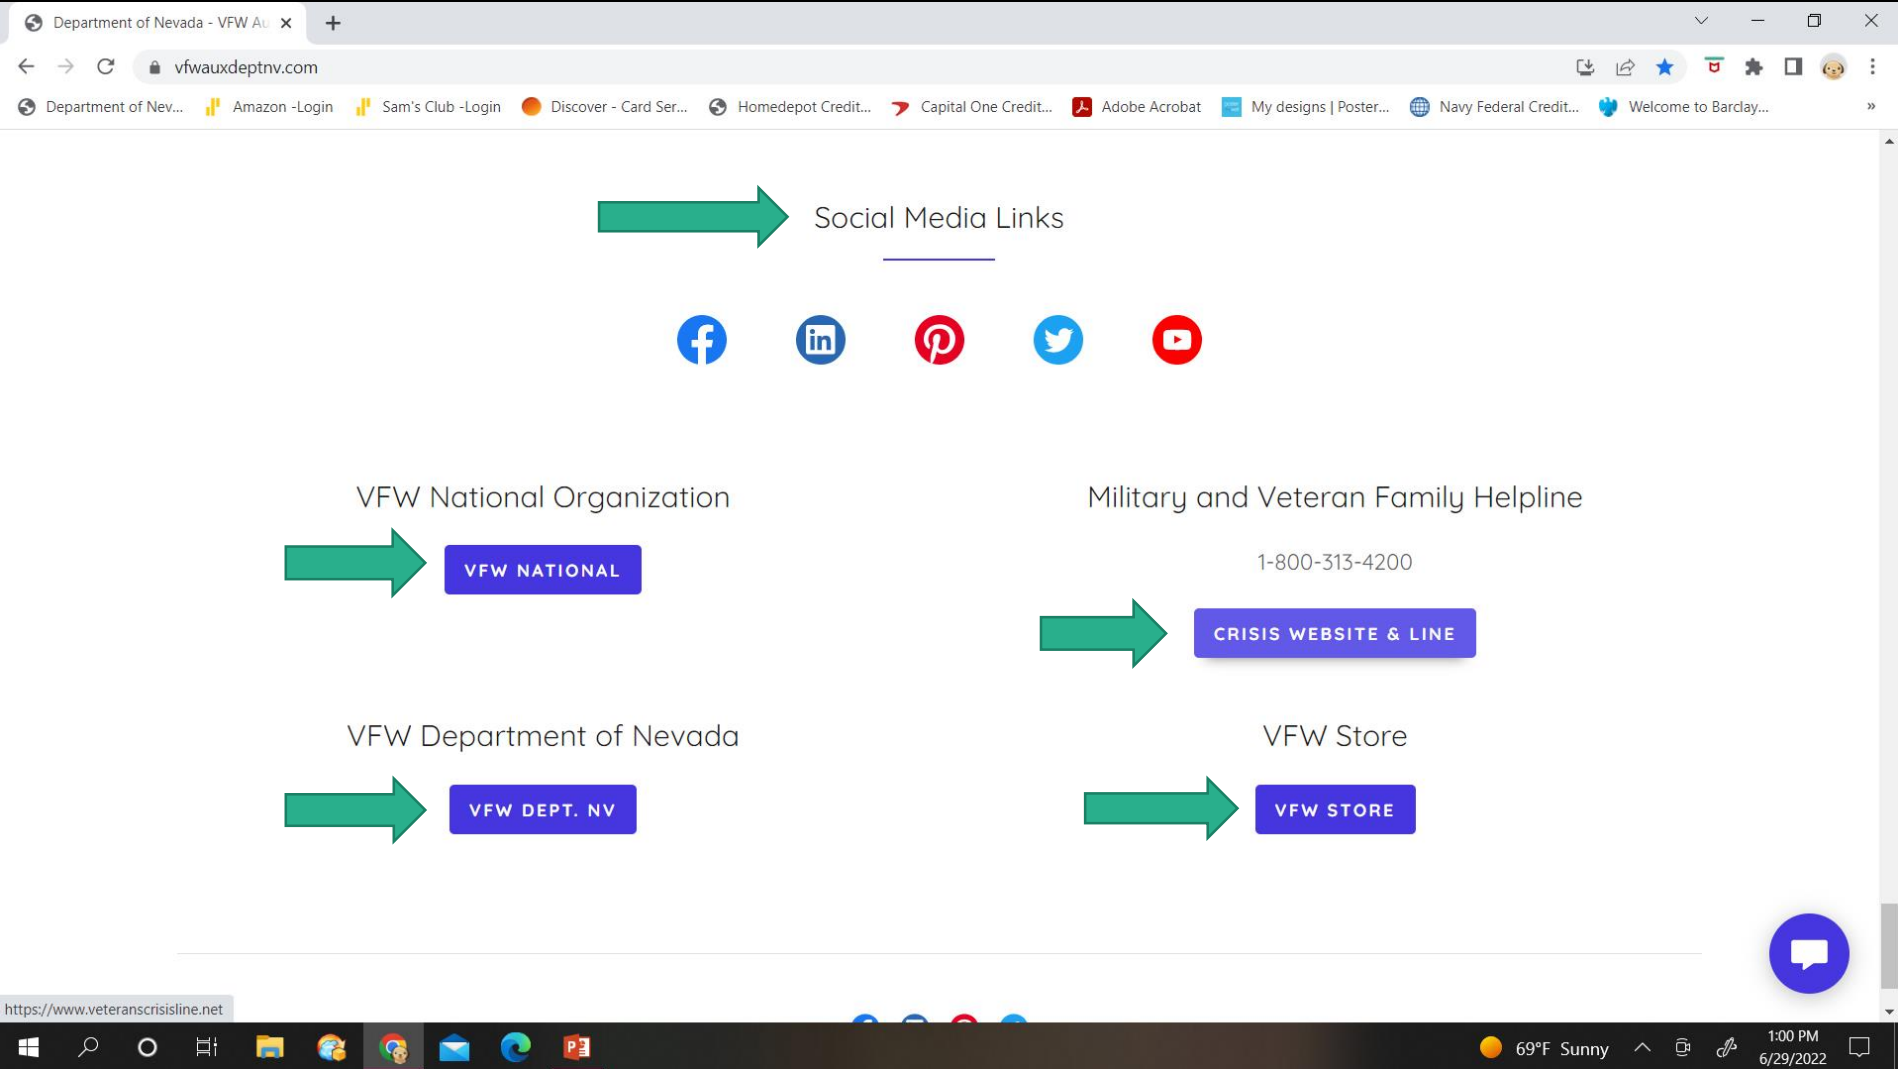 Department of Nevada - VFW Au
vfwauxdeptnv.com
Department of Nev... Amazon -Login Sam's Club -Login Discover - Card Ser... Homedepot Credit... Capital One Credit... Adobe Acrobat My designs | Poster... Navy Federal Credit... Welcome to Barclay... »
Social Media Links
VFW National Organization
VFW NATIONAL
Military and Veteran Family Helpline
1-800-313-4200
CRISIS WEBSITE & LINE
VFW Department of Nevada
VFW DEPT. NV
VFW Store
VFW STORE
https://www.veteranscrisisline.net
69°F Sunny
1:00 PM
6/29/2022